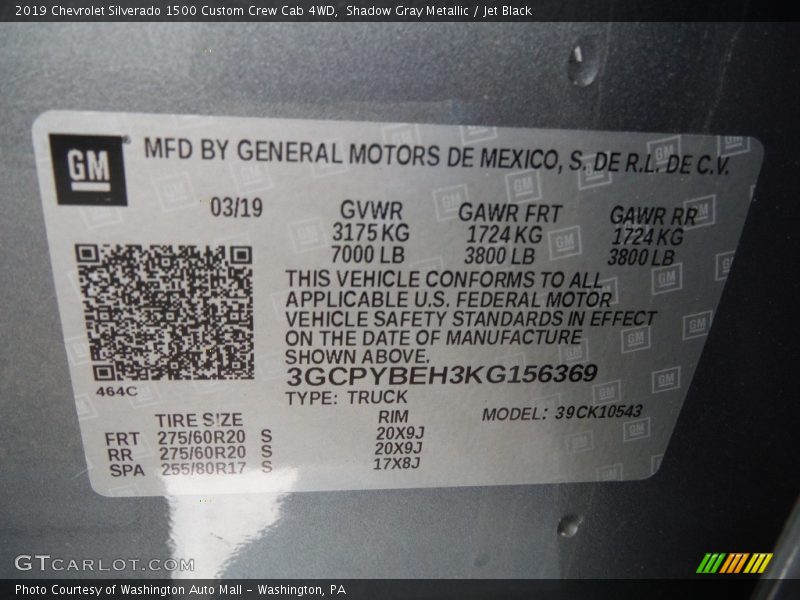 2019 Chevrolet Silverado 1500 Custom Crew Cab 4WD, Shadow Gray Metallic / Jet Black
GM MFD BY GENERAL MOTORS DE MEXICO, S. DE R.L. DE C.V.
03/19 GVWR GAWR FRT GAWR RR
3175 KG 1724 KG 1724 KG
7000 LB 3800 LB 3800 LB
THIS VEHICLE CONFORMS TO ALL
APPLICABLE U.S. FEDERAL MOTOR
VEHICLE SAFETY STANDARDS IN EFFECT
ON THE DATE OF MANUFACTURE
SHOWN ABOVE.
3GCPYBEH3KG156369
464C
TYPE: TRUCK
TIRE SIZE RIM MODEL: 39CK10543
FRT 275/60R20 S 20X9J
RR 275/60R20 S 20X9J
SPA 255/80R17 S 17X8J
GTCARLOT.COM
Photo Courtesy of Washington Auto Mall - Washington, PA